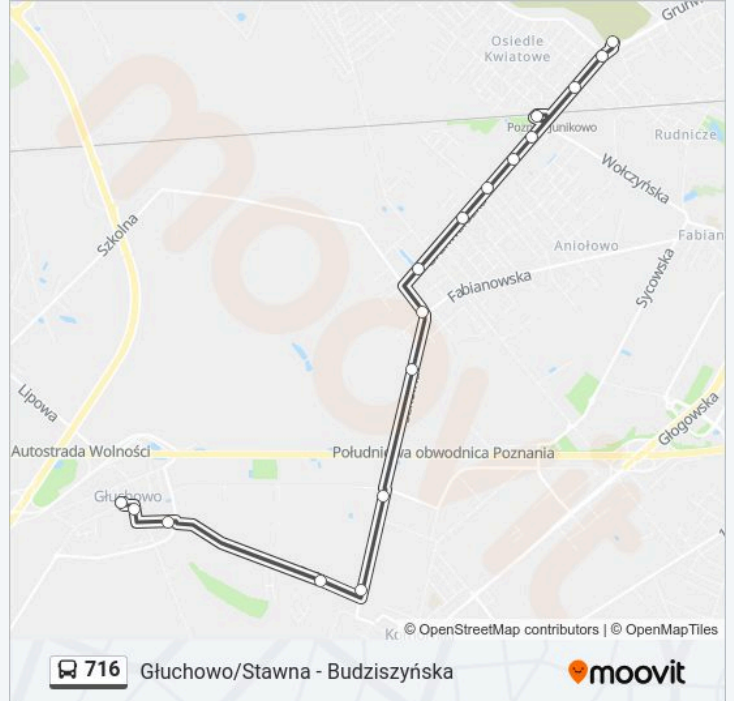 Grunw
Osiedle
Kwiatowe
Junikowo
Rudnicze
Wołczyńska
Szkolna
Aniołowo
Fabian
Fabianowska
Sycowska
Lipowa
Głogowska
Autostrada Wolności
Południowa obwodnica Poznania
Głuchowo
moovit
© OpenStreetMap contributors | © OpenMapTiles
716 Głuchowo/Stawna - Budziszyńska
moovit